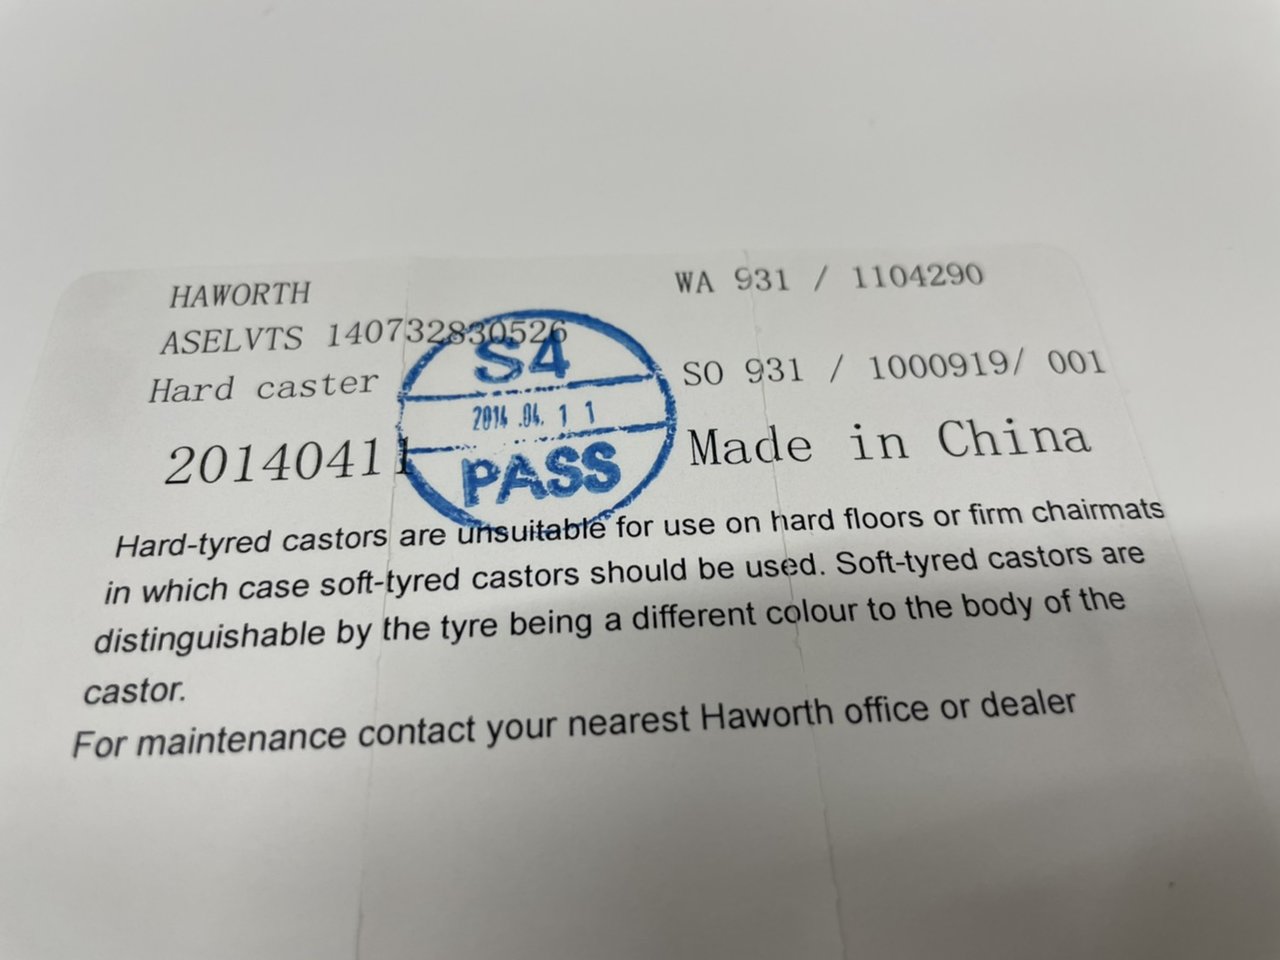 HAWORTH
WA 931 / 1104290
ASELVTS 140732830526
Hard caster
SO 931 / 1000919/ 001
20140411
Made in China
S4
2014 .04. 1 1
PASS
Hard-tyred castors are unsuitable for use on hard floors or firm chairmats
in which case soft-tyred castors should be used. Soft-tyred castors are
distinguishable by the tyre being a different colour to the body of the
castor.
For maintenance contact your nearest Haworth office or dealer